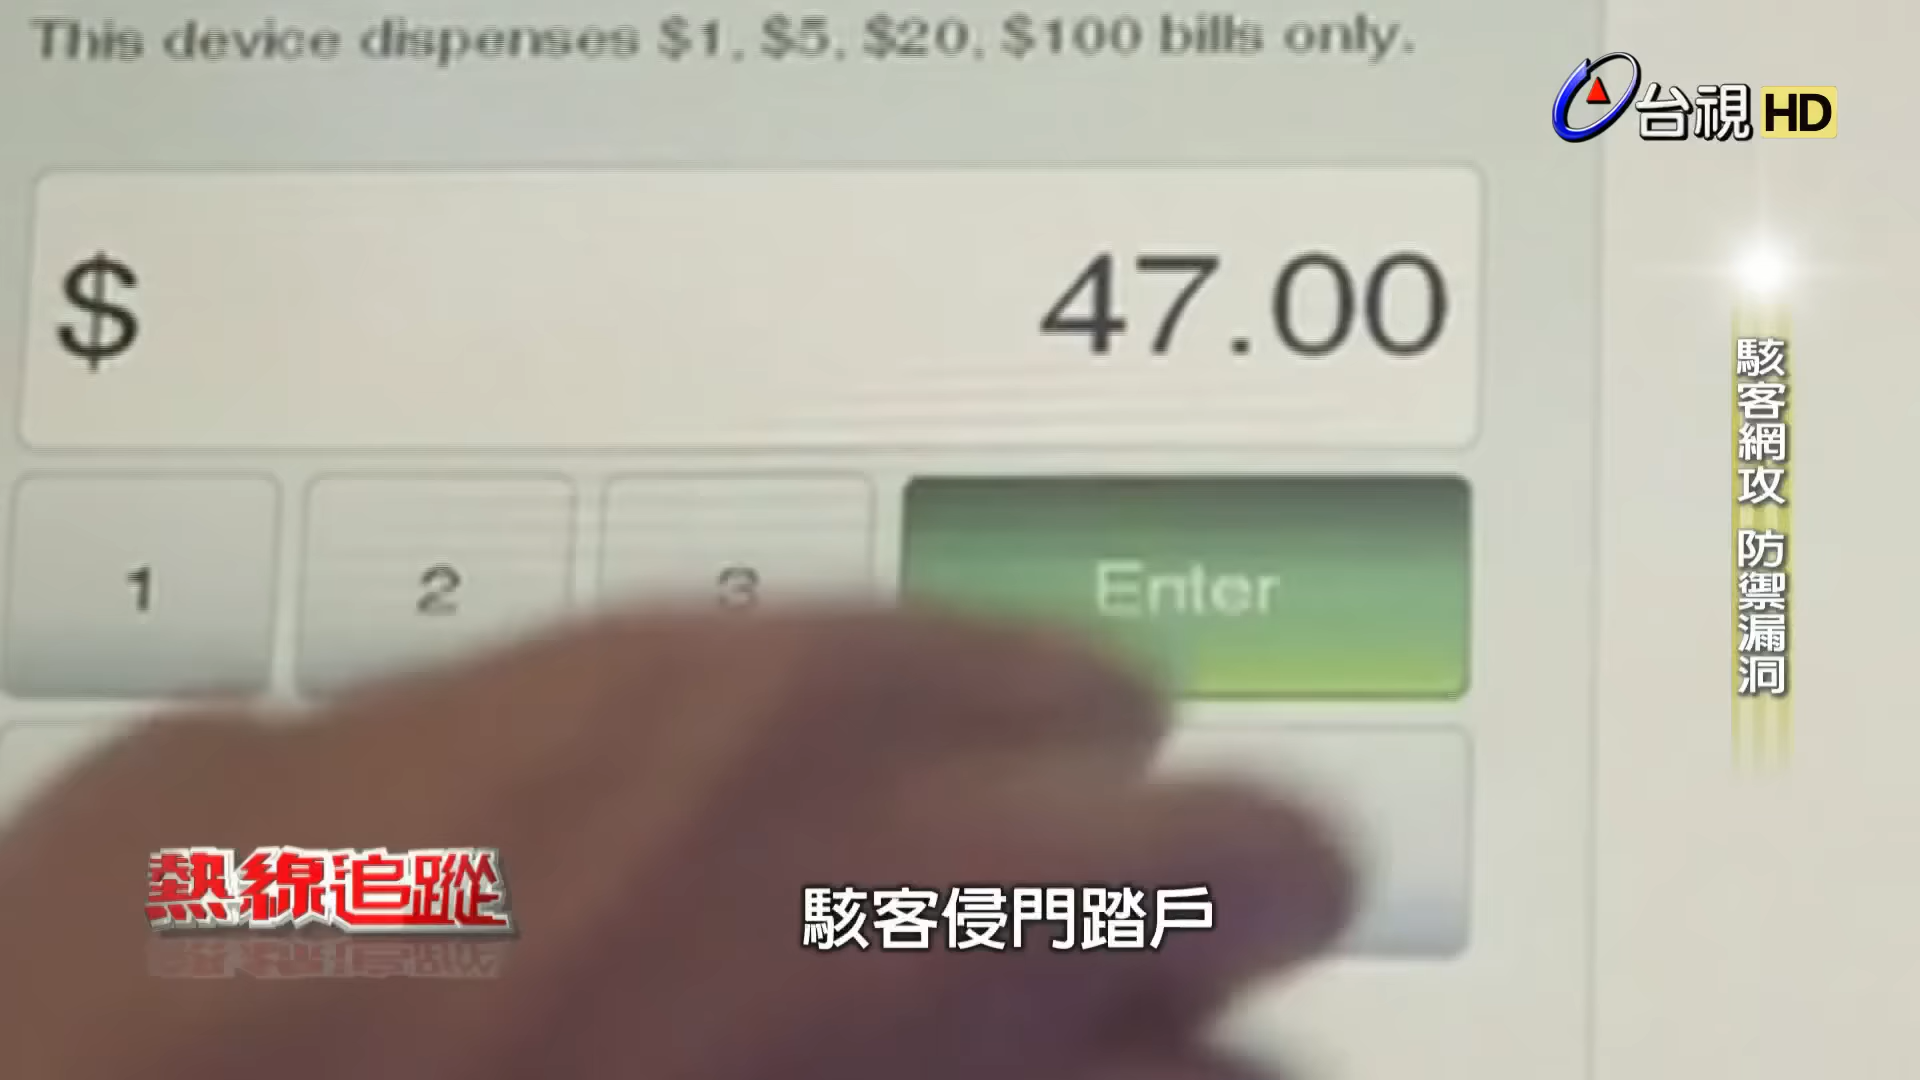 This device dispenses $1, $5, $20, $100 bills only.
台視 HD
$ 47.00
1 2 3 Enter
駭客網攻 防禦漏洞
熱線追蹤
駭客侵門踏戶